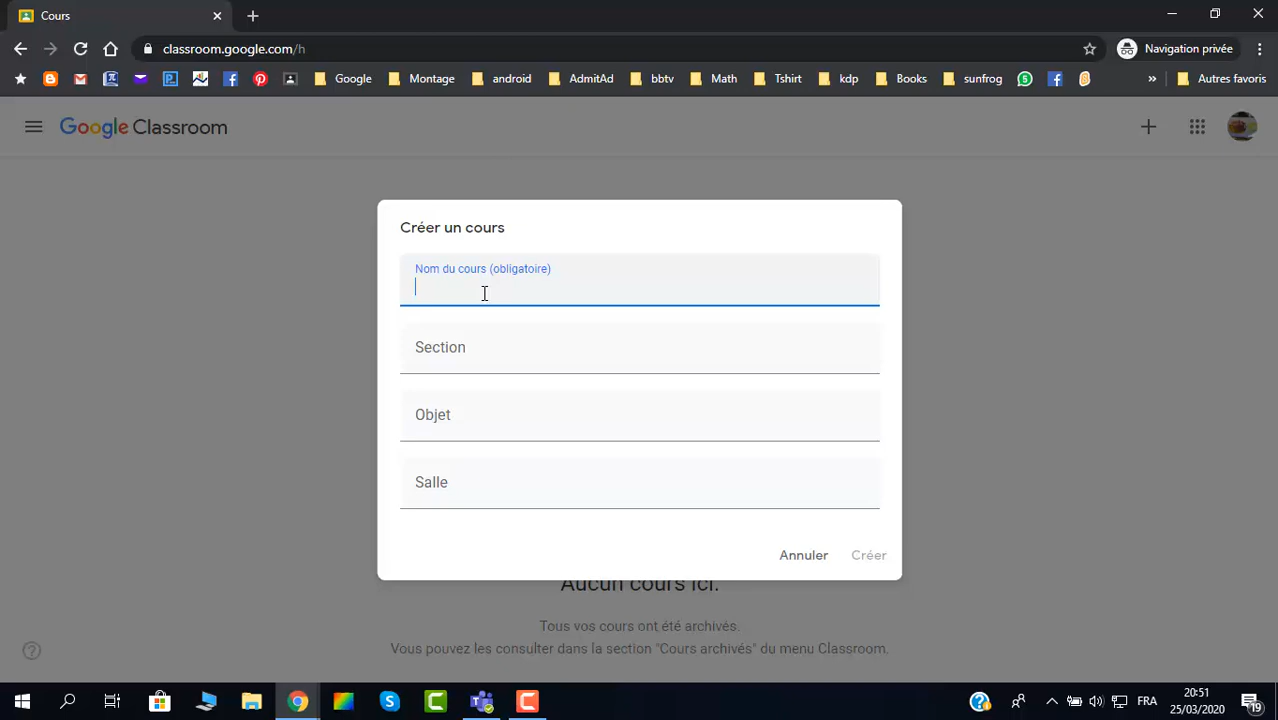 Cours
classroom.google.com/h
Navigation privée
Google
Montage
android
AdmitAd
bbtv
Math
Tshirt
kdp
Books
sunfrog
»
Autres favoris
Google Classroom
Créer un cours
Nom du cours (obligatoire)
Section
Objet
Salle
Annuler
Créer
Aucun cours ici.
Tous vos cours ont été archivés.
Vous pouvez les consulter dans la section "Cours archivés" du menu Classroom.
FRA
20:51
25/03/2020
19